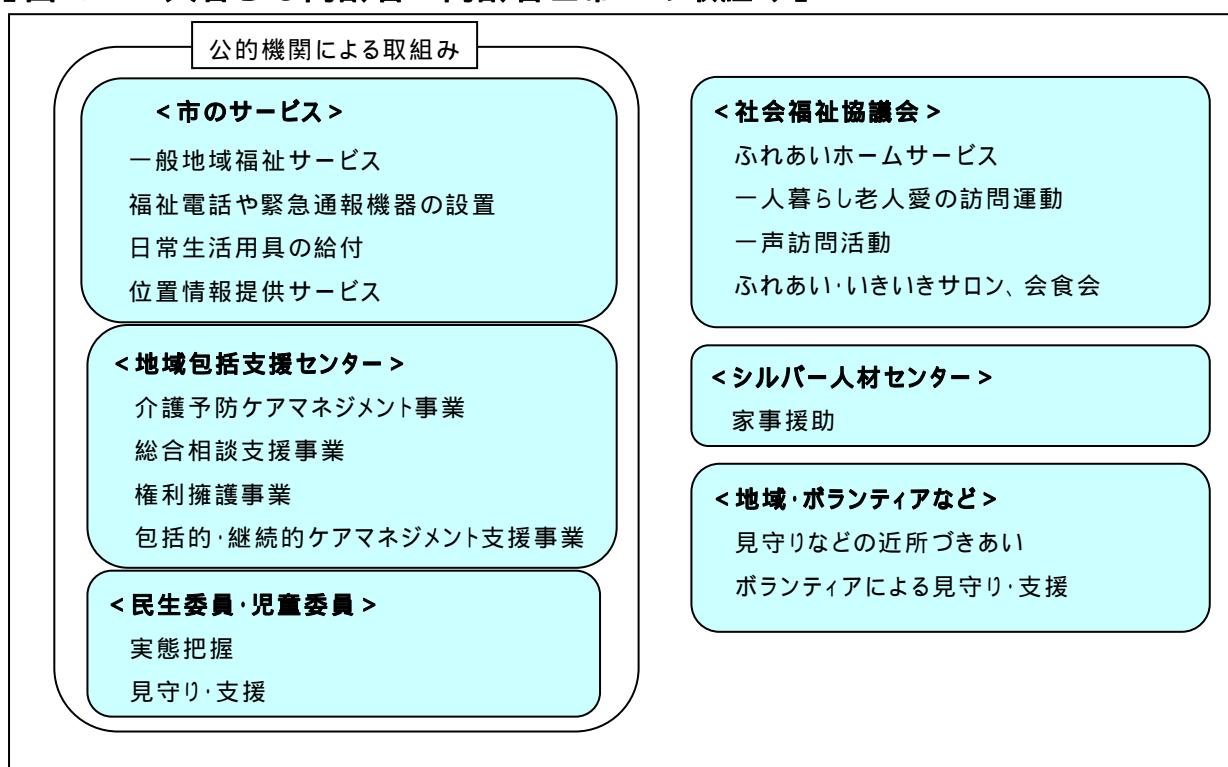 公的機関による取組み
<市のサービス>
一般地域福祉サービス
福祉電話や緊急通報機器の設置
日常生活用具の給付
位置情報提供サービス
<地域包括支援センター>
介護予防ケアマネジメント事業
総合相談支援事業
権利擁護事業
包括的・継続的ケアマネジメント支援事業
<民生委員・児童委員>
実態把握
見守り・支援
<社会福祉協議会>
ふれあいホームサービス
一人暮らし老人愛の訪問運動
一声訪問活動
ふれあい・いきいきサロン、会食会
<シルバー人材センター>
家事援助
<地域・ボランティアなど>
見守りなどの近所づきあい
ボランティアによる見守り・支援